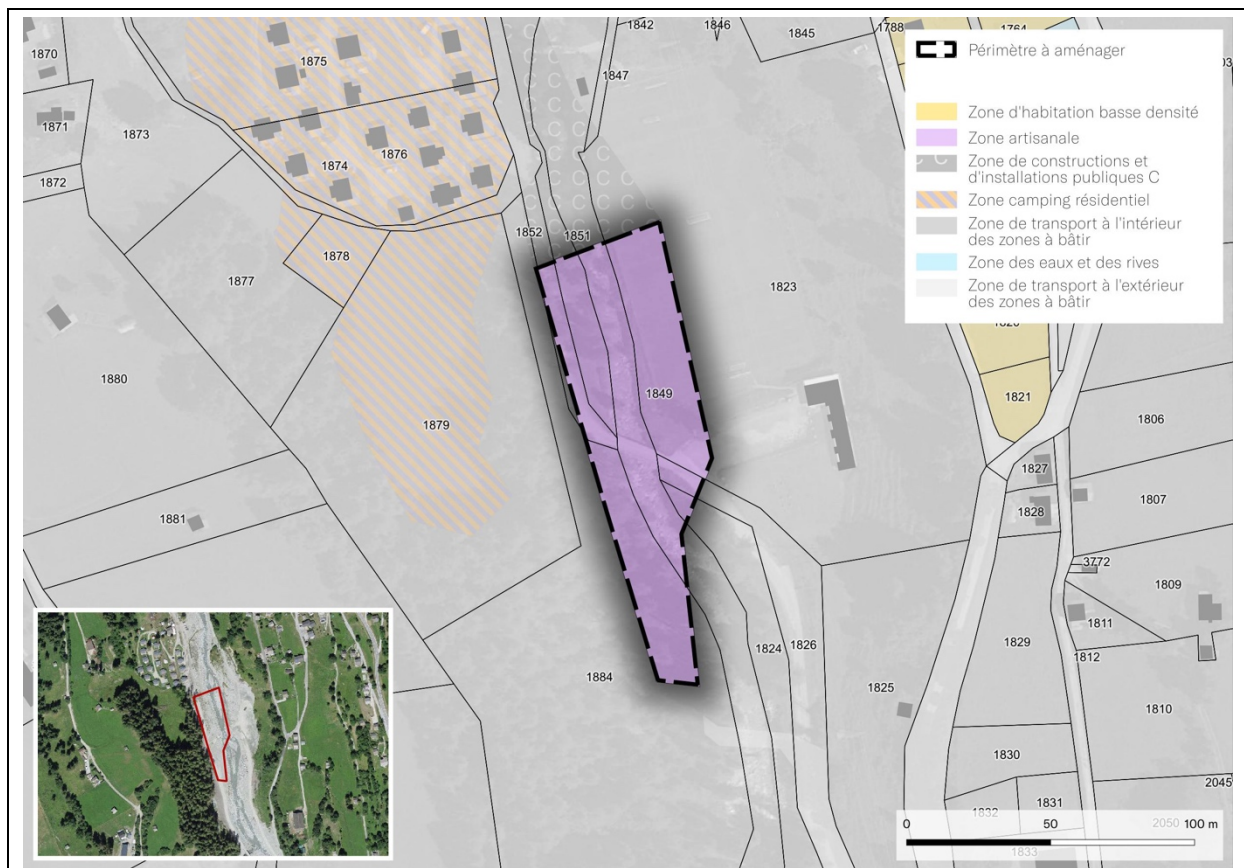 1842
1846
1845
1788
1764
1870
1875
1847
1871
1873
1874
1876
1872
1852
1851
1878
1877
1823
1880
1849
1879
1881
1884
1824
1826
1825
1821
1806
1827
1807
1828
3772
1809
1811
1829
1812
1810
1830
2045
1832
1831
2050
1833
C C
C C
C C
C C
C C
C C
Périmètre à aménager
Zone d'habitation basse densité
Zone artisanale
C C
Zone de constructions et
d'installations publiques C
Zone camping résidentiel
Zone de transport à l'intérieur
des zones à bâtir
Zone des eaux et des rives
Zone de transport à l'extérieur
des zones à bâtir
0 50 100 m